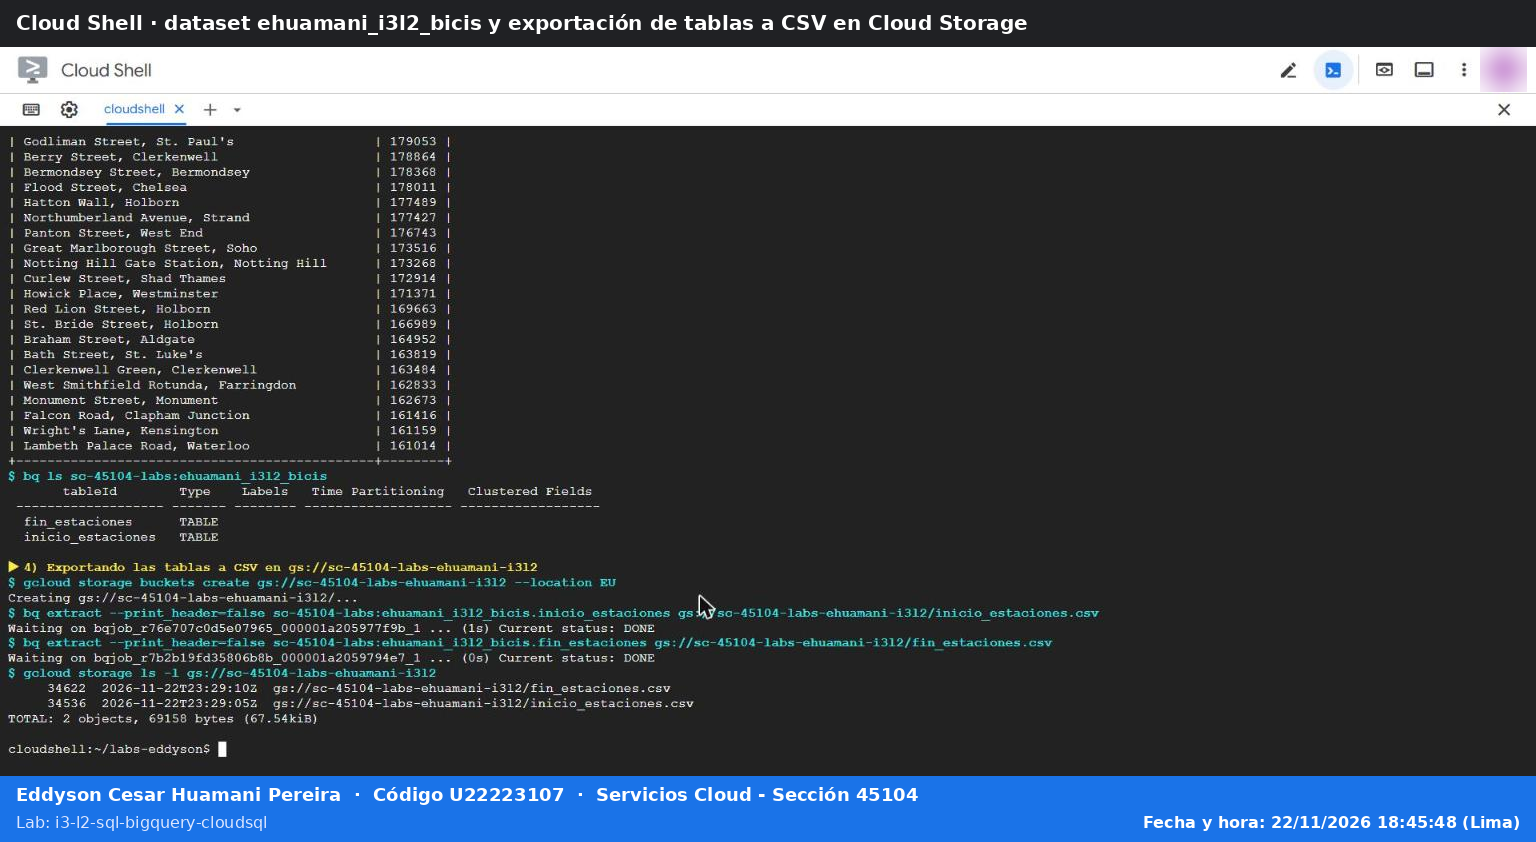 Cloud Shell · dataset ehuamani_i3l2_bicis y exportación de tablas a CSV en Cloud Storage
Cloud Shell
cloudshell
| Godliman Street, St. Paul's | 179053 |
| Berry Street, Clerkenwell | 178864 |
| Bermondsey Street, Bermondsey | 178368 |
| Flood Street, Chelsea | 178011 |
| Hatton Wall, Holborn | 177489 |
| Northumberland Avenue, Strand | 177427 |
| Panton Street, West End | 176743 |
| Great Marlborough Street, Soho | 173516 |
| Notting Hill Gate Station, Notting Hill | 173268 |
| Curlew Street, Shad Thames | 172914 |
| Howick Place, Westminster | 171371 |
| Red Lion Street, Holborn | 169663 |
| St. Bride Street, Holborn | 166989 |
| Braham Street, Aldgate | 164952 |
| Bath Street, St. Luke's | 163819 |
| Clerkenwell Green, Clerkenwell | 163484 |
| West Smithfield Rotunda, Farringdon | 162833 |
| Monument Street, Monument | 162673 |
| Falcon Road, Clapham Junction | 161416 |
| Wright's Lane, Kensington | 161159 |
| Lambeth Palace Road, Waterloo | 161014 |
+----------------------------------------------+--------+
$ bq ls sc-45104-labs:ehuamani_i3l2_bicis
tableId Type Labels Time Partitioning Clustered Fields
------------------- ------- -------- ------------------- ------------------
fin_estaciones TABLE
inicio_estaciones TABLE
▶ 4) Exportando las tablas a CSV en gs://sc-45104-labs-ehuamani-i3l2
$ gcloud storage buckets create gs://sc-45104-labs-ehuamani-i3l2 --location EU
Creating gs://sc-45104-labs-ehuamani-i3l2/...
$ bq extract --print_header=false sc-45104-labs:ehuamani_i3l2_bicis.inicio_estaciones gs://sc-45104-labs-ehuamani-i3l2/inicio_estaciones.csv
Waiting on bqjob_r76e707c0d5e07965_000001a205977f9b_1 ... (1s) Current status: DONE
$ bq extract --print_header=false sc-45104-labs:ehuamani_i3l2_bicis.fin_estaciones gs://sc-45104-labs-ehuamani-i3l2/fin_estaciones.csv
Waiting on bqjob_r7b2b19fd35806b8b_000001a2059794e7_1 ... (0s) Current status: DONE
$ gcloud storage ls -l gs://sc-45104-labs-ehuamani-i3l2
34622 2026-11-22T23:29:10Z gs://sc-45104-labs-ehuamani-i3l2/fin_estaciones.csv
34536 2026-11-22T23:29:05Z gs://sc-45104-labs-ehuamani-i3l2/inicio_estaciones.csv
TOTAL: 2 objects, 69158 bytes (67.54kiB)
cloudshell:~/labs-eddyson$
Eddyson Cesar Huamani Pereira · Código U22223107 · Servicios Cloud - Sección 45104
Lab: i3-l2-sql-bigquery-cloudsql
Fecha y hora: 22/11/2026 18:45:48 (Lima)